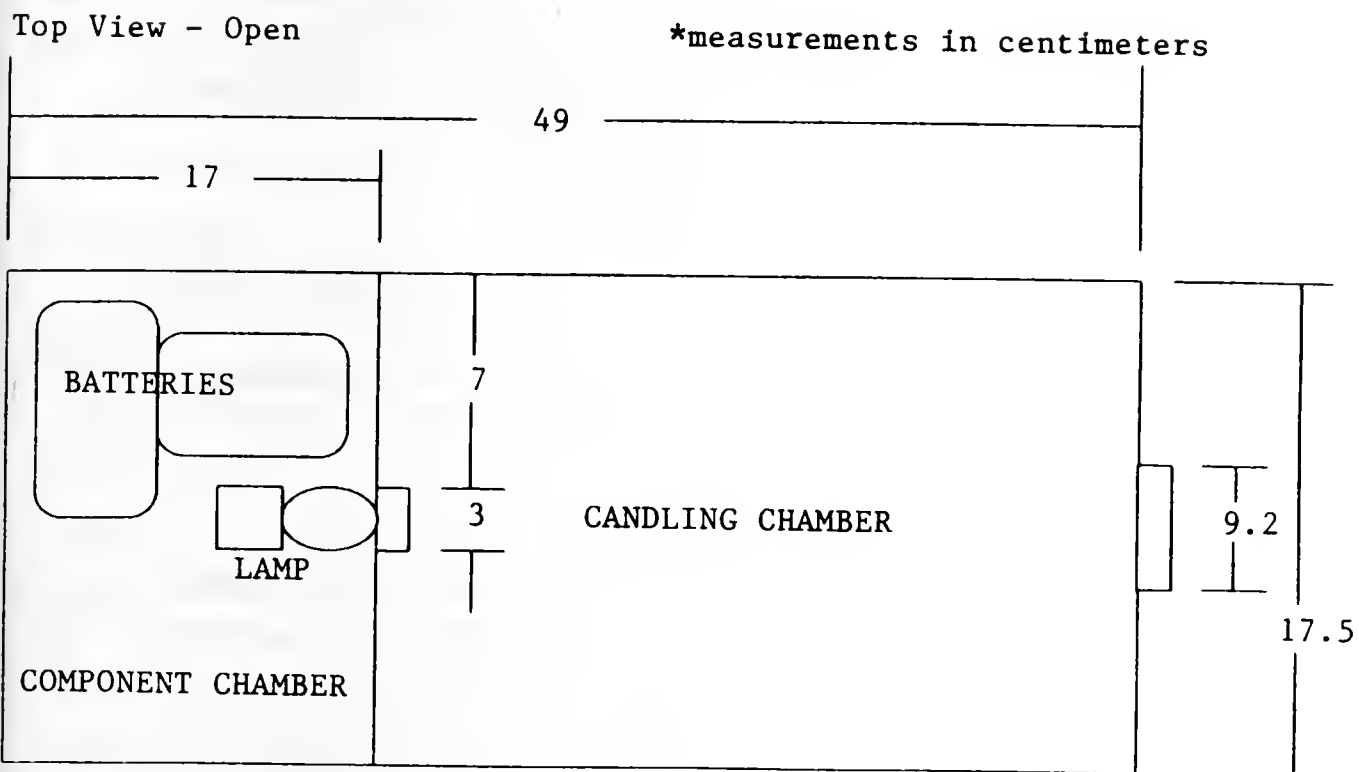 Top View - Open
*measurements in centimeters
49
17
BATTERIES
7
3
CANDLING CHAMBER
9.2
LAMP
17.5
COMPONENT CHAMBER